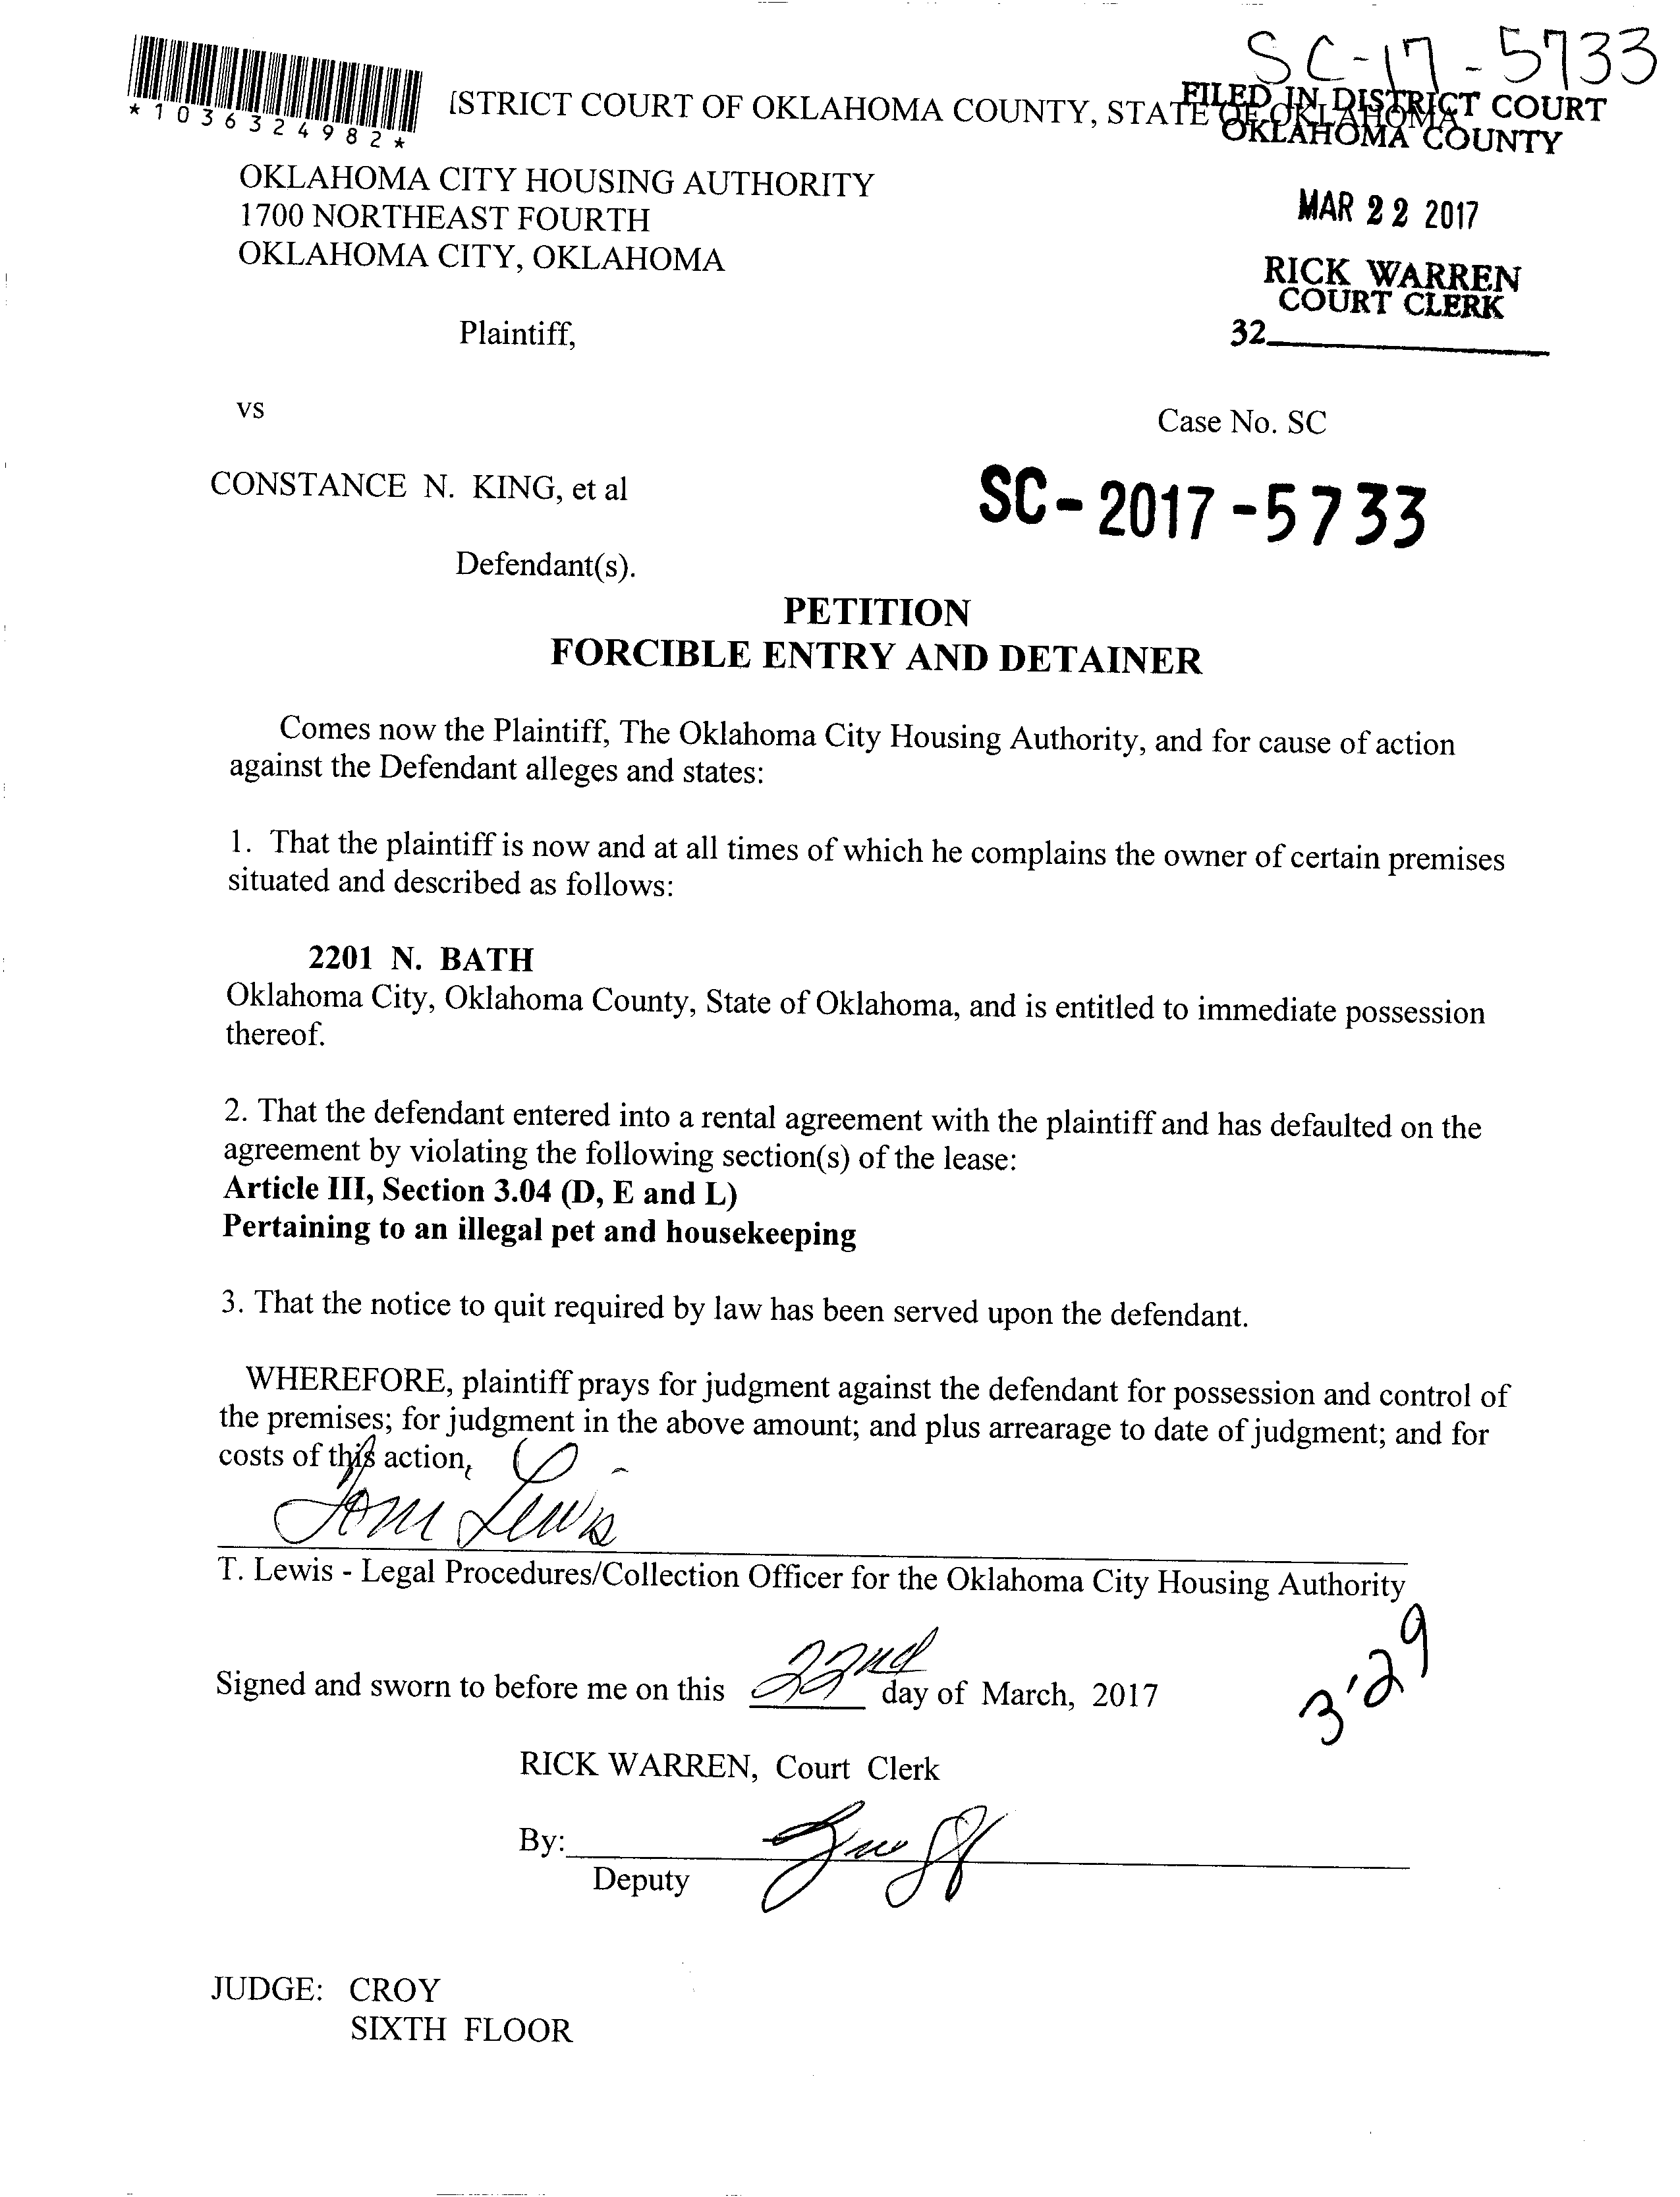 SC-17-5733
*1036324982*
ISTRICT COURT OF OKLAHOMA COUNTY, STATE OF OKLAHOMA
FILED IN DISTRICT COURT
OKLAHOMA COUNTY
OKLAHOMA CITY HOUSING AUTHORITY
1700 NORTHEAST FOURTH
OKLAHOMA CITY, OKLAHOMA
MAR 22 2017
RICK WARREN
COURT CLERK
32
Plaintiff,
vs
Case No. SC
CONSTANCE N. KING, et al
SC-2017-5733
Defendant(s).
PETITION
FORCIBLE ENTRY AND DETAINER
Comes now the Plaintiff, The Oklahoma City Housing Authority, and for cause of action
against the Defendant alleges and states:
1. That the plaintiff is now and at all times of which he complains the owner of certain premises
situated and described as follows:
2201 N. BATH
Oklahoma City, Oklahoma County, State of Oklahoma, and is entitled to immediate possession
thereof.
2. That the defendant entered into a rental agreement with the plaintiff and has defaulted on the
agreement by violating the following section(s) of the lease:
Article III, Section 3.04 (D, E and L)
Pertaining to an illegal pet and housekeeping
3. That the notice to quit required by law has been served upon the defendant.
WHEREFORE, plaintiff prays for judgment against the defendant for possession and control of
the premises; for judgment in the above amount; and plus arrearage to date of judgment; and for
costs of this action,
Lewis
T. Lewis - Legal Procedures/Collection Officer for the Oklahoma City Housing Authority
3-29
Signed and sworn to before me on this 22nd day of March, 2017
RICK WARREN, Court Clerk
By:
Deputy
JUDGE: CROY
SIXTH FLOOR